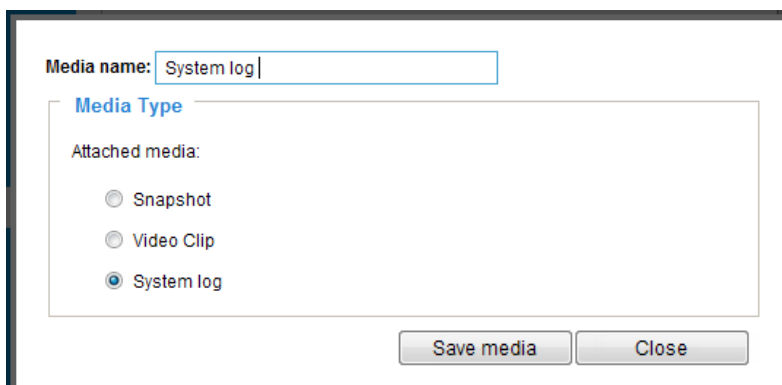 Media name: System log
Media Type
Attached media:
Snapshot
Video Clip
System log
Save media Close